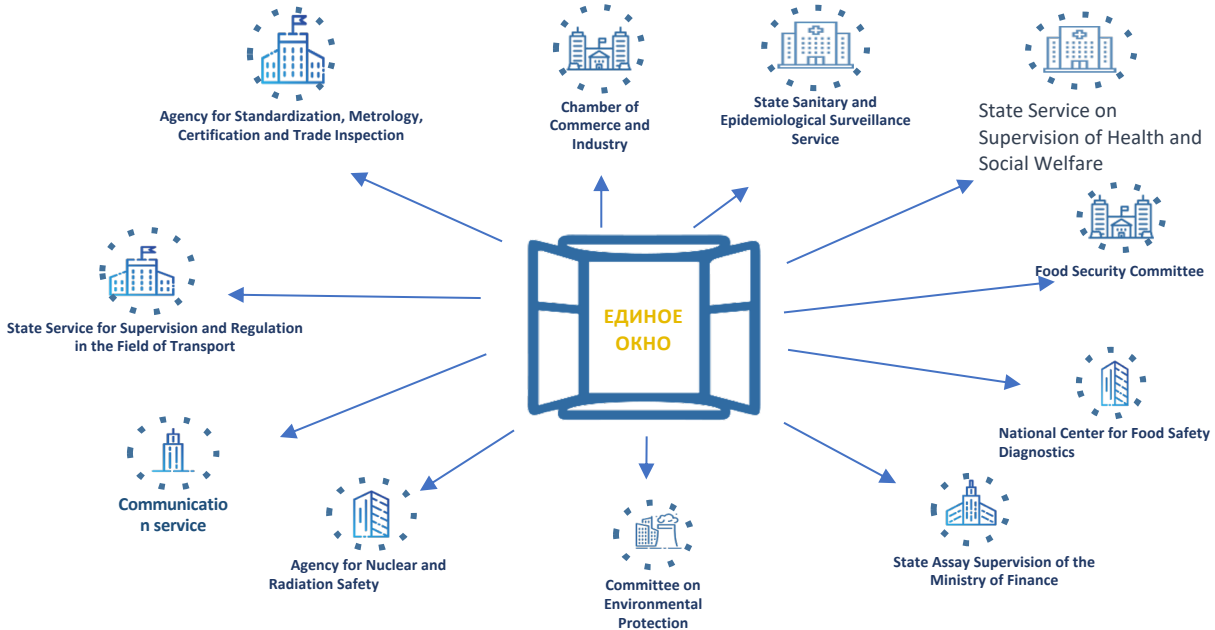 Agency for Standardization, Metrology,
Certification and Trade Inspection
Chamber of
Commerce and
Industry
State Sanitary and
Epidemiological Surveillance
Service
State Service on
Supervision of Health and
Social Welfare
Food Security Committee
State Service for Supervision and Regulation
in the Field of Transport
ЕДИНОЕ
ОКНО
National Center for Food Safety
Diagnostics
Communicatio
n service
Agency for Nuclear and
Radiation Safety
Committee on
Environmental
Protection
State Assay Supervision of the
Ministry of Finance